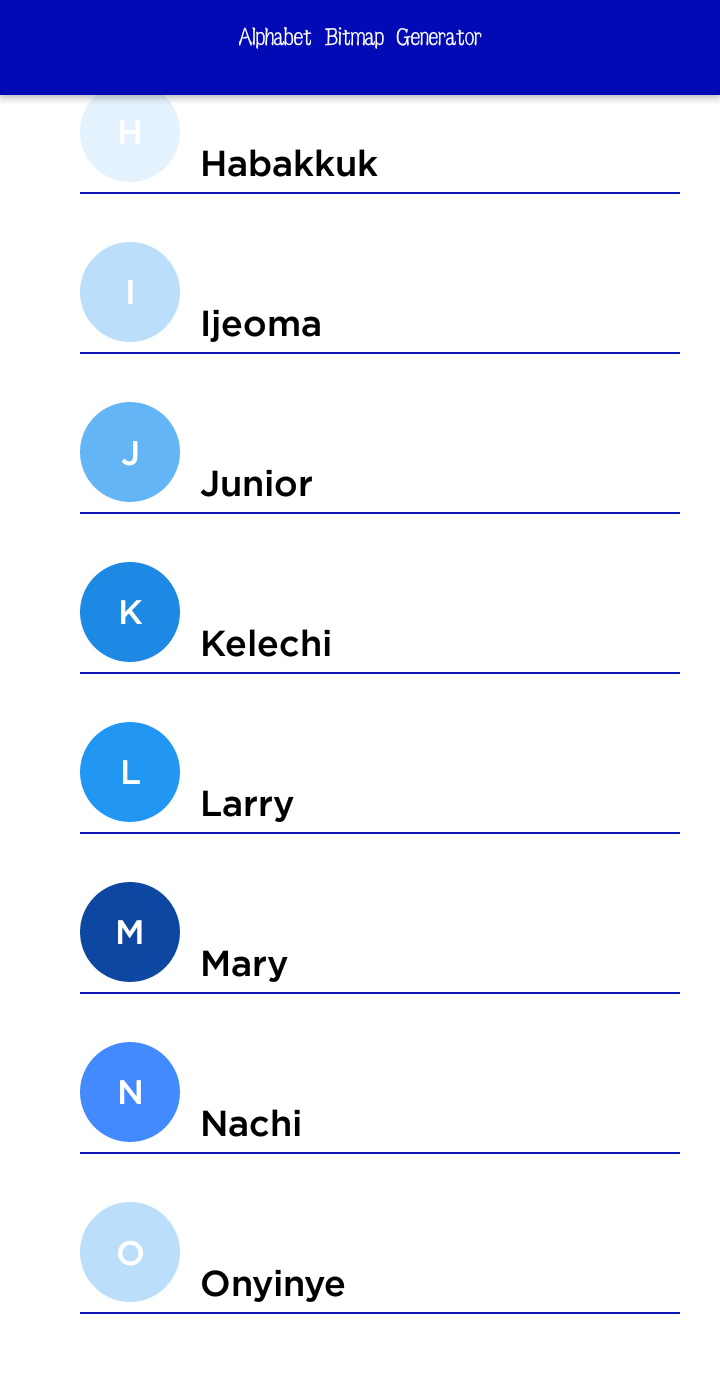 Alphabet Bitmap Generator
H
Habakkuk
I
Ijeoma
J
Junior
K
Kelechi
L
Larry
M
Mary
N
Nachi
O
Onyinye